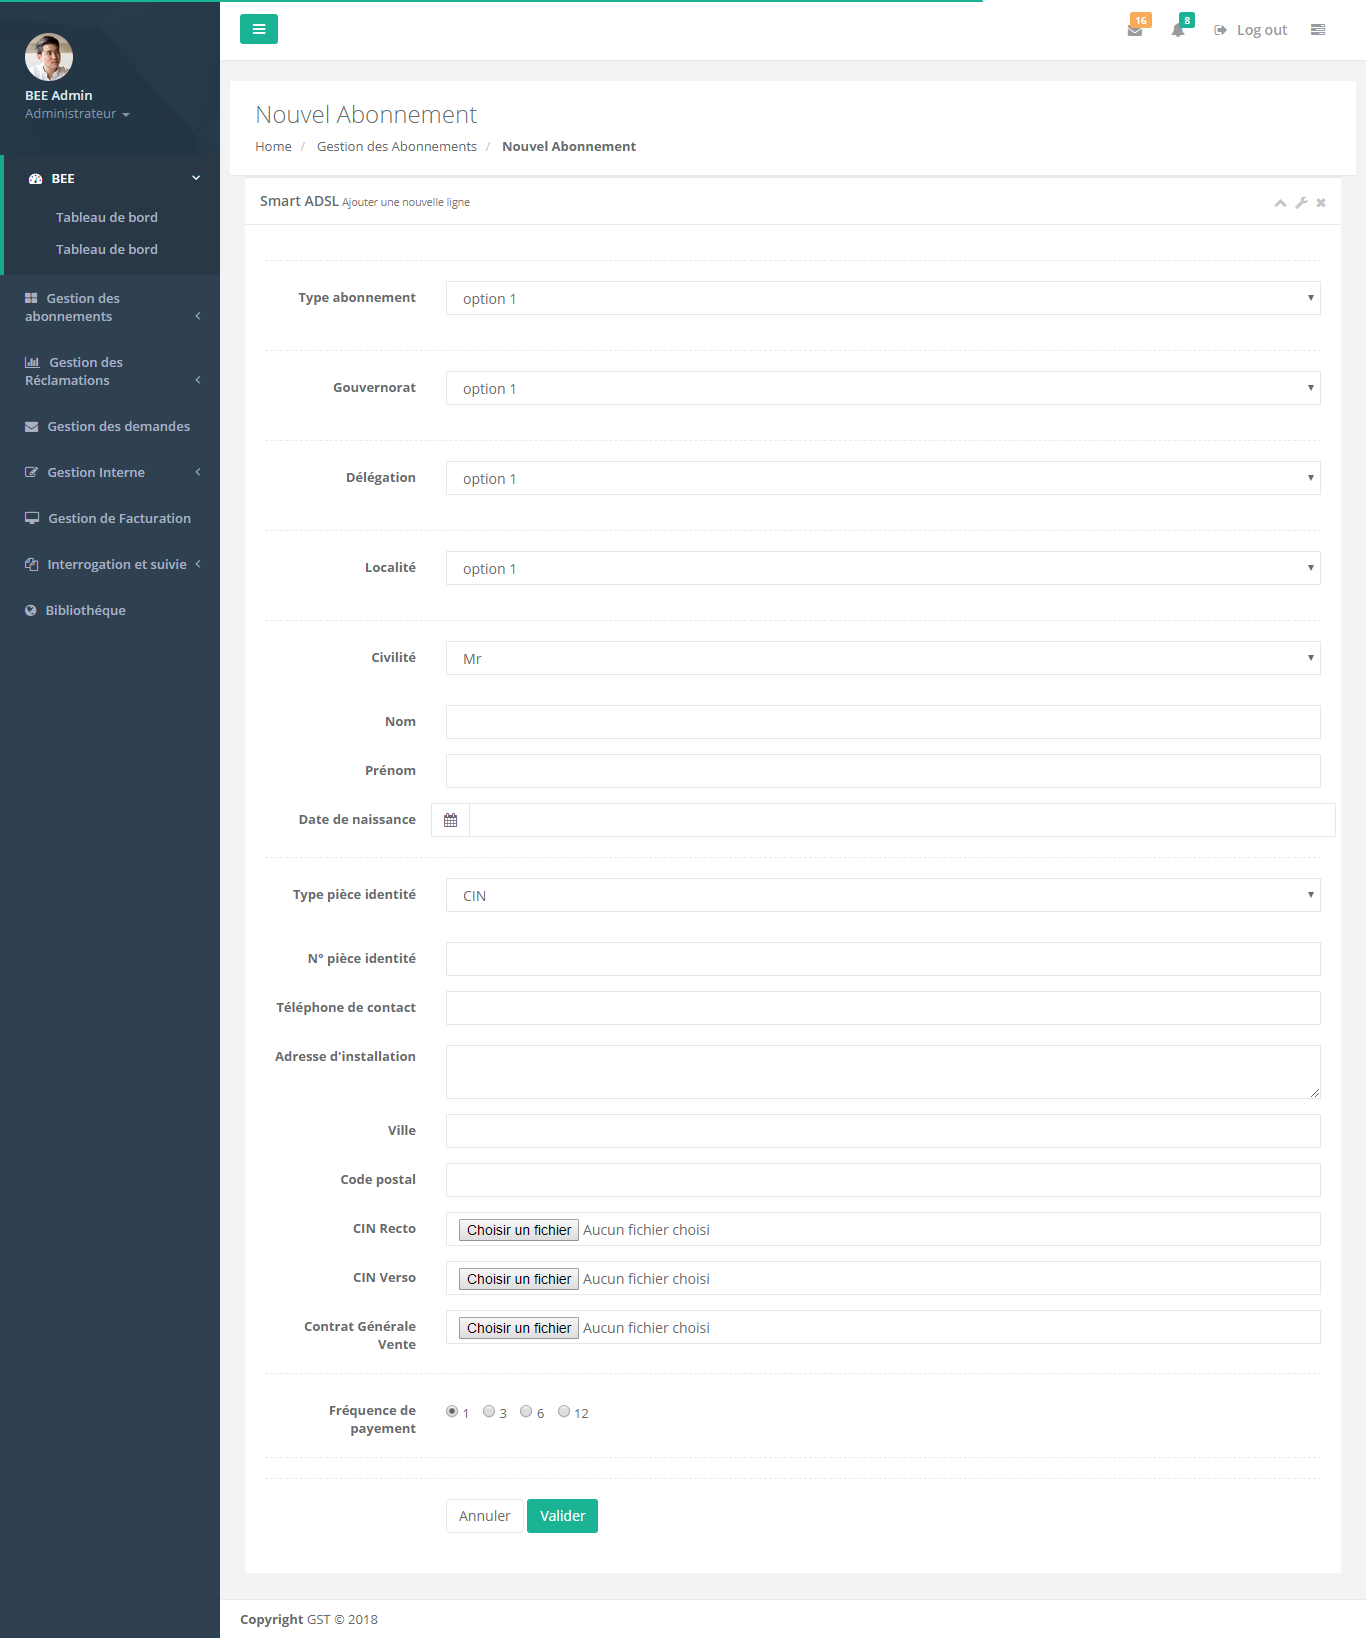 BEE Admin
Administrateur
BEE
Tableau de bord
Tableau de bord
Gestion des
abonnements
Gestion des
Réclamations
Gestion des demandes
Gestion Interne
Gestion de Facturation
Interrogation et suivie
Bibliothéque
16
8
Log out
Nouvel Abonnement
Home / Gestion des Abonnements / Nouvel Abonnement
Smart ADSL Ajouter une nouvelle ligne
Type abonnement option 1
Gouvernorat option 1
Délégation option 1
Localité option 1
Civilité Mr
Nom
Prénom
Date de naissance
Type pièce identité CIN
N° pièce identité
Téléphone de contact
Adresse d'installation
Ville
Code postal
CIN Recto Choisir un fichier Aucun fichier choisi
CIN Verso Choisir un fichier Aucun fichier choisi
Contrat Générale
Vente
Choisir un fichier Aucun fichier choisi
Fréquence de
payement
1 3 6 12
Annuler Valider
Copyright GST © 2018